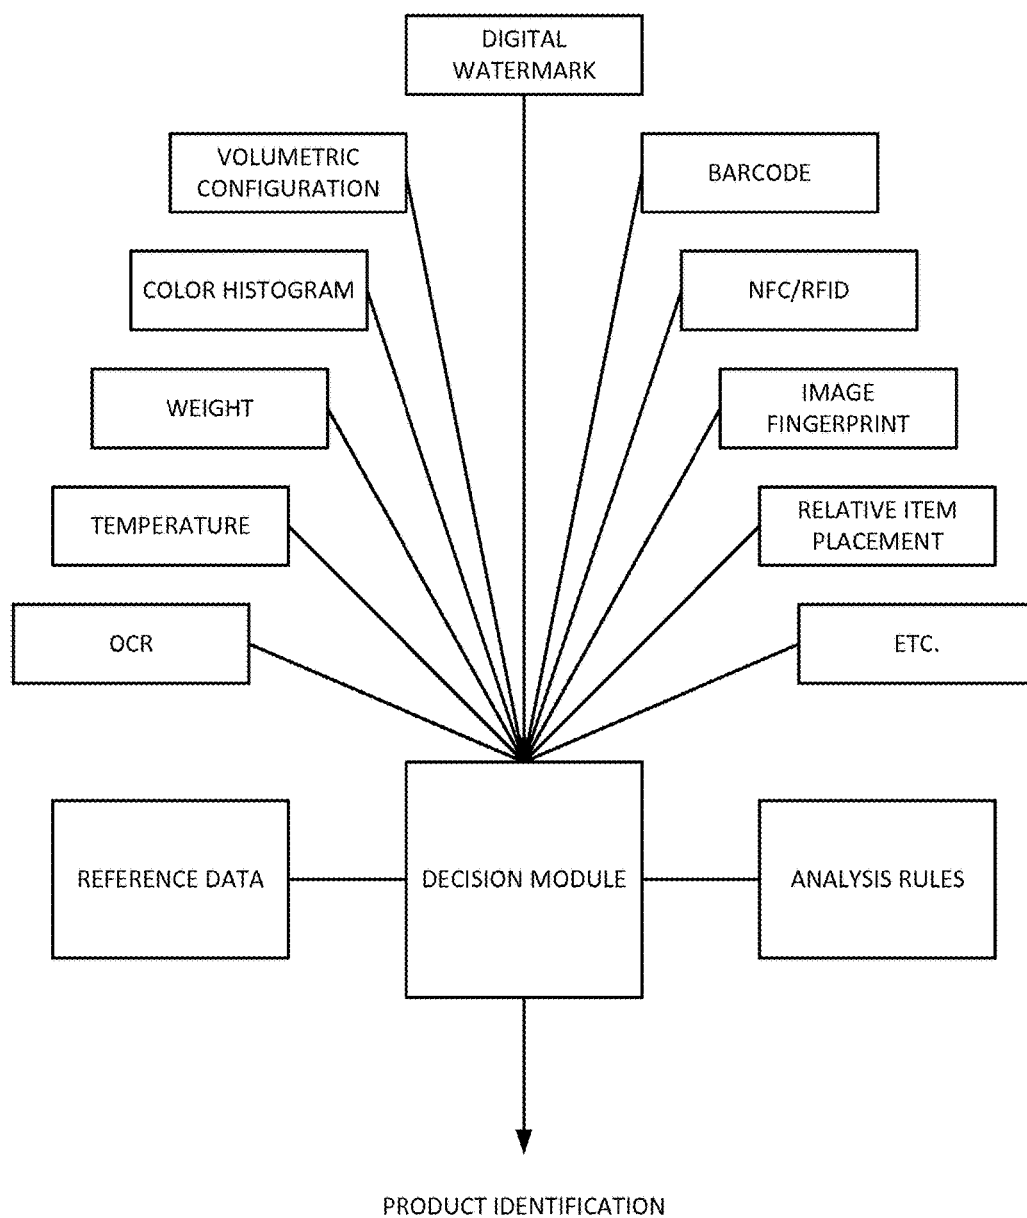 DIGITAL
WATERMARK
VOLUMETRIC
CONFIGURATION
BARCODE
COLOR HISTOGRAM
NFC/RFID
WEIGHT
IMAGE
FINGERPRINT
TEMPERATURE
RELATIVE ITEM
PLACEMENT
OCR
ETC.
REFERENCE DATA
DECISION MODULE
ANALYSIS RULES
PRODUCT IDENTIFICATION